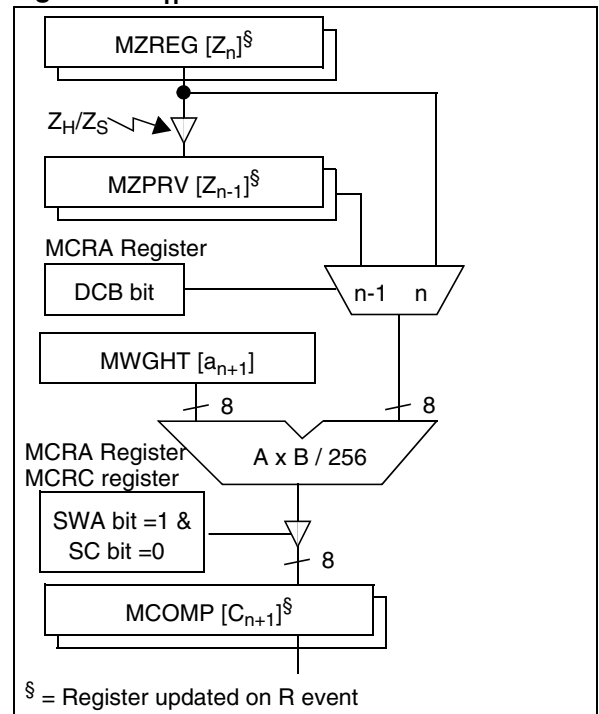 MZREG [Zn]§
ZH/ZS
MZPRV [Zn-1]§
MCRA Register
DCB bit
n-1 n
MWGHT [an+1]
8
8
A x B / 256
MCRA Register
MCRC register
SWA bit =1 &
SC bit =0
8
MCOMP [Cn+1]§
§ = Register updated on R event